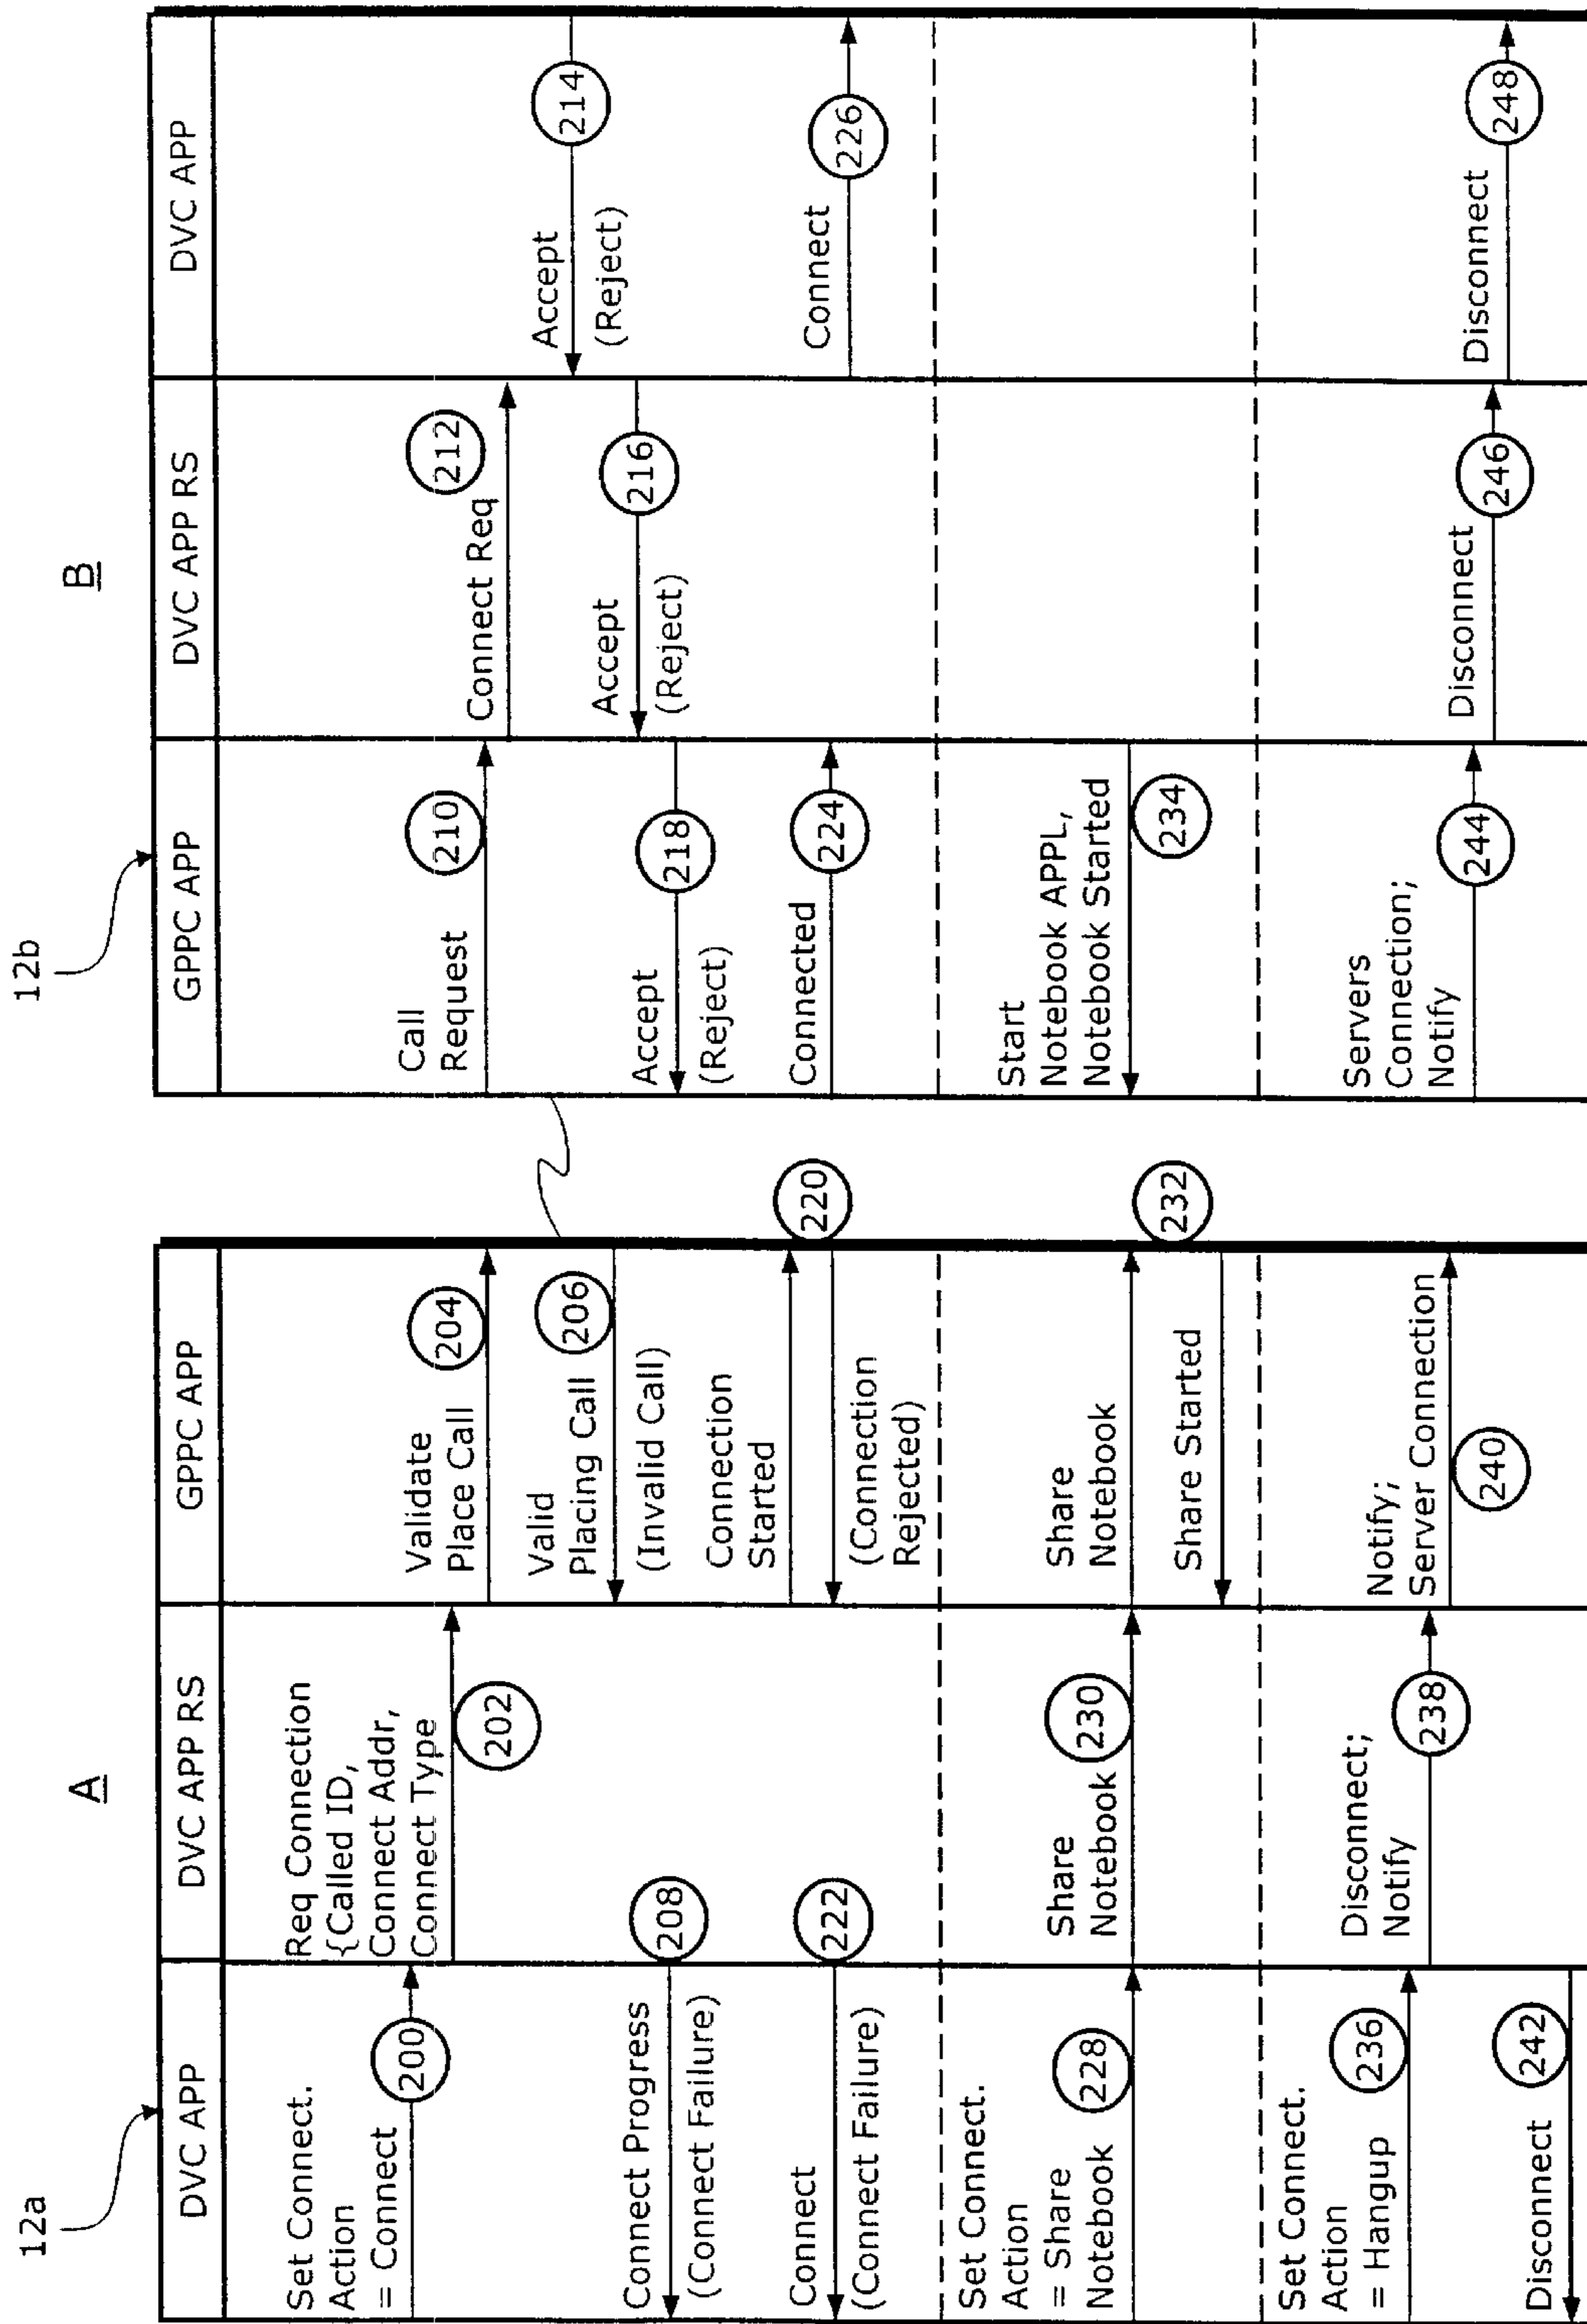 A
12a
DVC APP
DVC APP RS
GPPC APP
Set Connect.
Action
= Connect
200
Req Connection
{Called ID,
Connect Addr,
Connect Type
202
Validate
Place Call
204
Valid
Placing Call
(Invalid Call)
206
Connect Progress
(Connect Failure)
208
Connection
Started
220
(Connection
Rejected)
Connect
(Connect Failure)
222
Set Connect.
Action
= Share
Notebook
228
Share
Notebook
230
Share
Notebook
232
Share Started
Set Connect.
Action
= Hangup
236
Disconnect;
Notify
238
Notify;
Server Connection
240
Disconnect
242
B
12b
GPPC APP
DVC APP RS
DVC APP
Call
Request
210
Connect Req
212
Accept
(Reject)
214
Accept
(Reject)
216
Accept
(Reject)
218
Connected
224
Connect
226
Start
Notebook APPL,
Notebook Started
234
Servers
Connection;
Notify
244
Disconnect
246
Disconnect
248